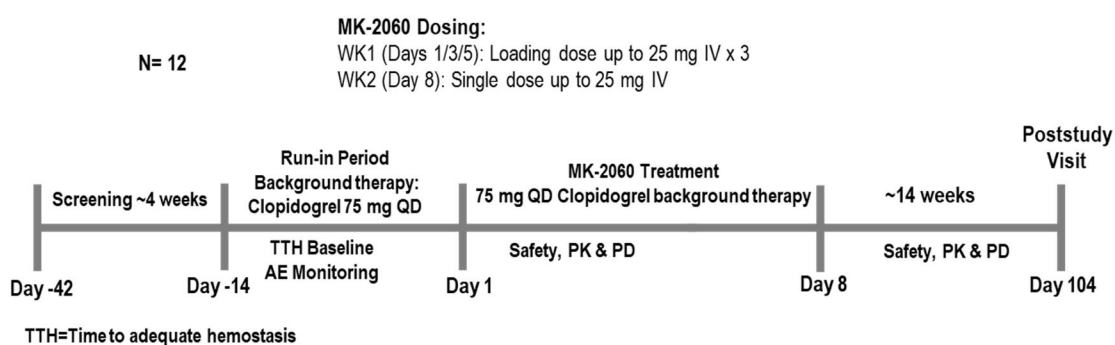 MK-2060 Dosing:
N= 12
WK1 (Days 1/3/5): Loading dose up to 25 mg IV x 3
WK2 (Day 8): Single dose up to 25 mg IV
Poststudy
Visit
Run-in Period
Background therapy:
Clopidogrel 75 mg QD
MK-2060 Treatment
75 mg QD Clopidogrel background therapy
Screening ~4 weeks
~14 weeks
TTH Baseline
AE Monitoring
Safety, PK & PD
Safety, PK & PD
Day -42
Day -14
Day 1
Day 8
Day 104
TTH=Time to adequate hemostasis